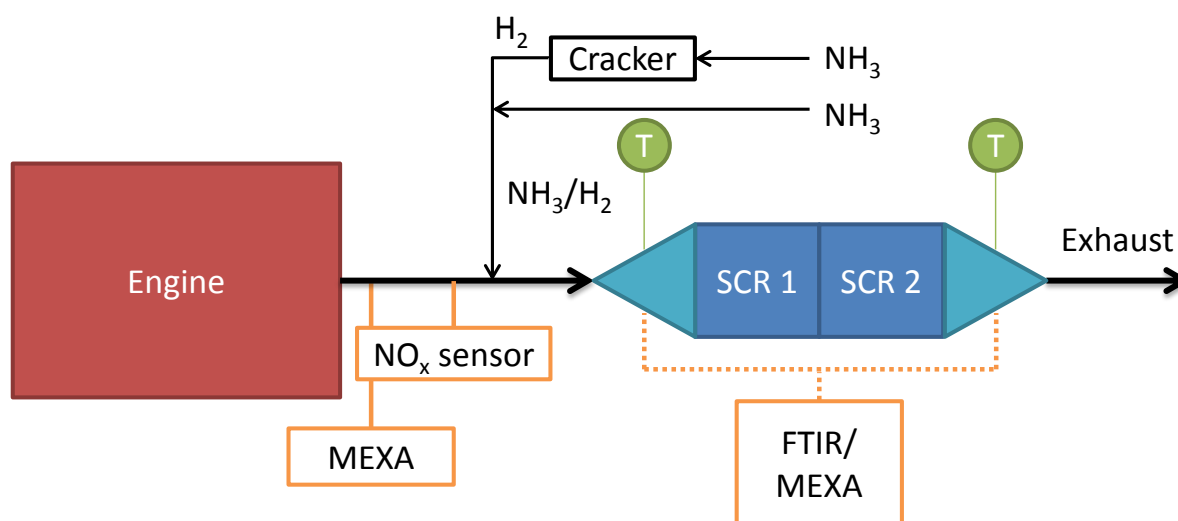 H₂
Cracker
NH₃
NH₃
T
T
NH₃/H₂
Exhaust
Engine
SCR 1
SCR 2
NOₓ sensor
MEXA
FTIR/
MEXA